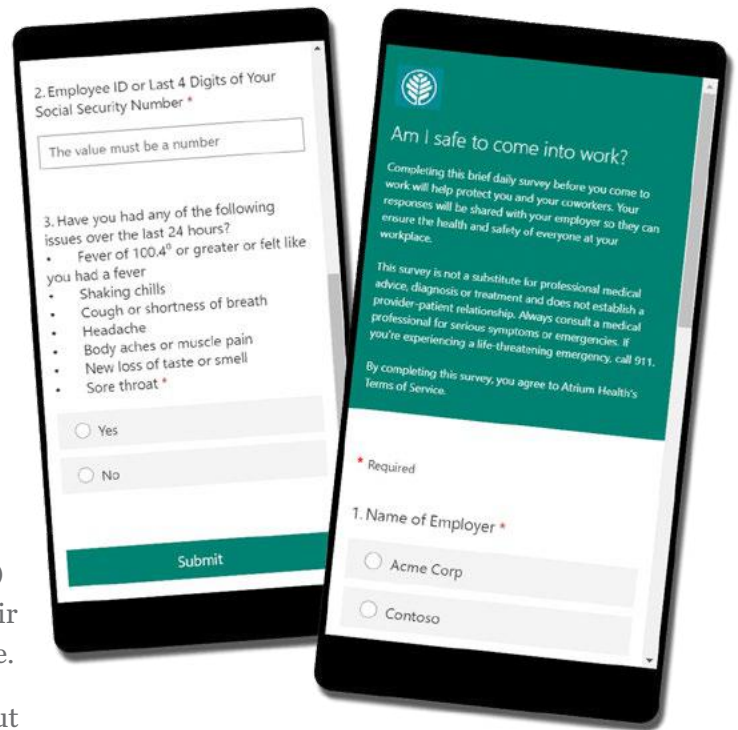 2. Employee ID or Last 4 Digits of Your
Social Security Number *
The value must be a number
3. Have you had any of the following
issues over the last 24 hours?
• Fever of 100.4⁰ or greater or felt like
you had a fever
• Shaking chills
• Cough or shortness of breath
• Headache
• Body aches or muscle pain
• New loss of taste or smell
• Sore throat *
Yes
No
Submit
Am I safe to come into work?
Completing this brief daily survey before you come to
work will help protect you and your coworkers. Your
responses will be shared with your employer so they can
ensure the health and safety of everyone at your
workplace.
This survey is not a substitute for professional medical
advice, diagnosis or treatment and does not establish a
provider-patient relationship. Always consult a medical
professional for serious symptoms or emergencies. If
you're experiencing a life-threatening emergency, call 911.
By completing this survey, you agree to Atrium Health's
Terms of Service.
* Required
1. Name of Employer *
Acme Corp
Contoso
)
ir
e.
ut